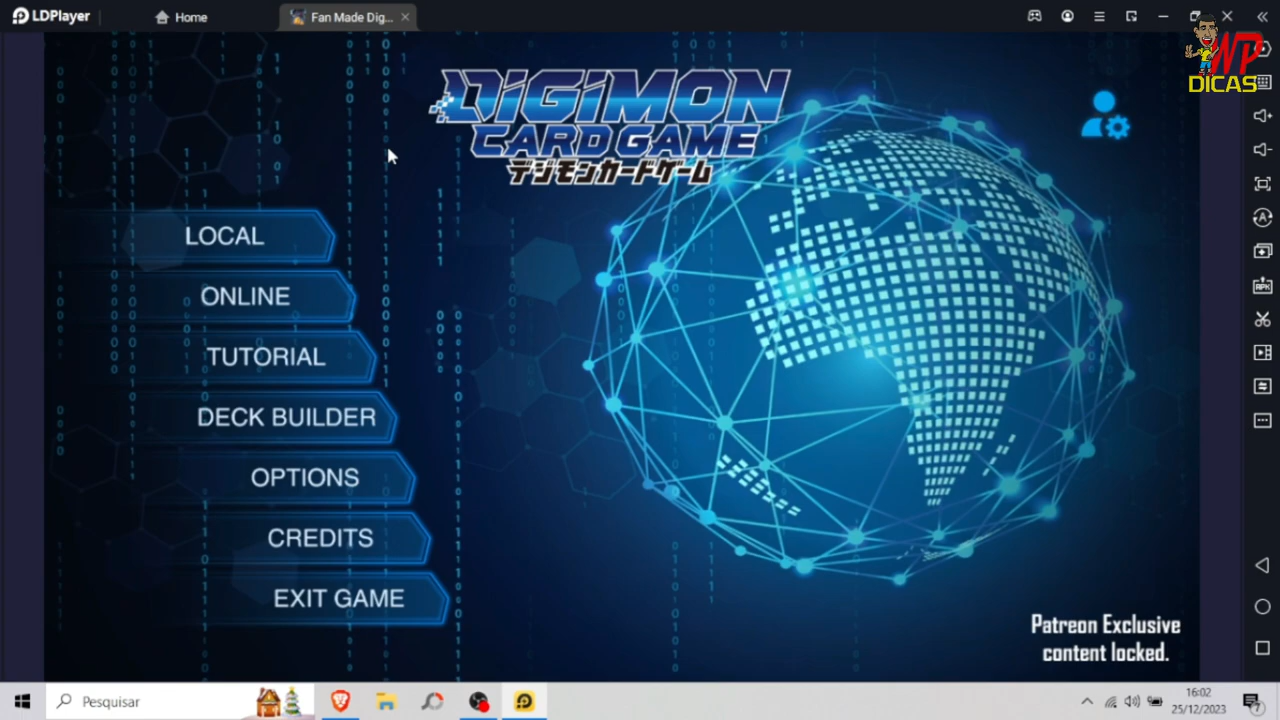 LDPlayer
Home
Fan Made Dig...
WP
DICAS
DIGIMON
CARD GAME
デジモンカードゲーム
LOCAL
ONLINE
TUTORIAL
DECK BUILDER
OPTIONS
CREDITS
EXIT GAME
Patreon Exclusive
content locked.
Pesquisar
16:02
25/12/2023
7